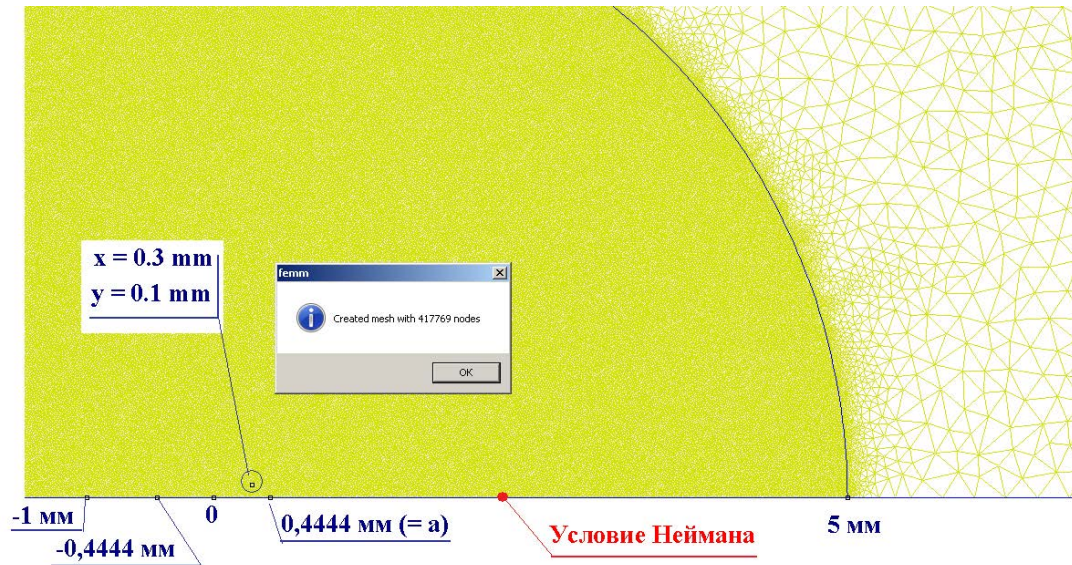 x = 0.3 mm
y = 0.1 mm
femm
Created mesh with 417769 nodes
OK
-1 мм
-0,4444 мм
0
0,4444 мм (= a)
Условие Неймана
5 мм